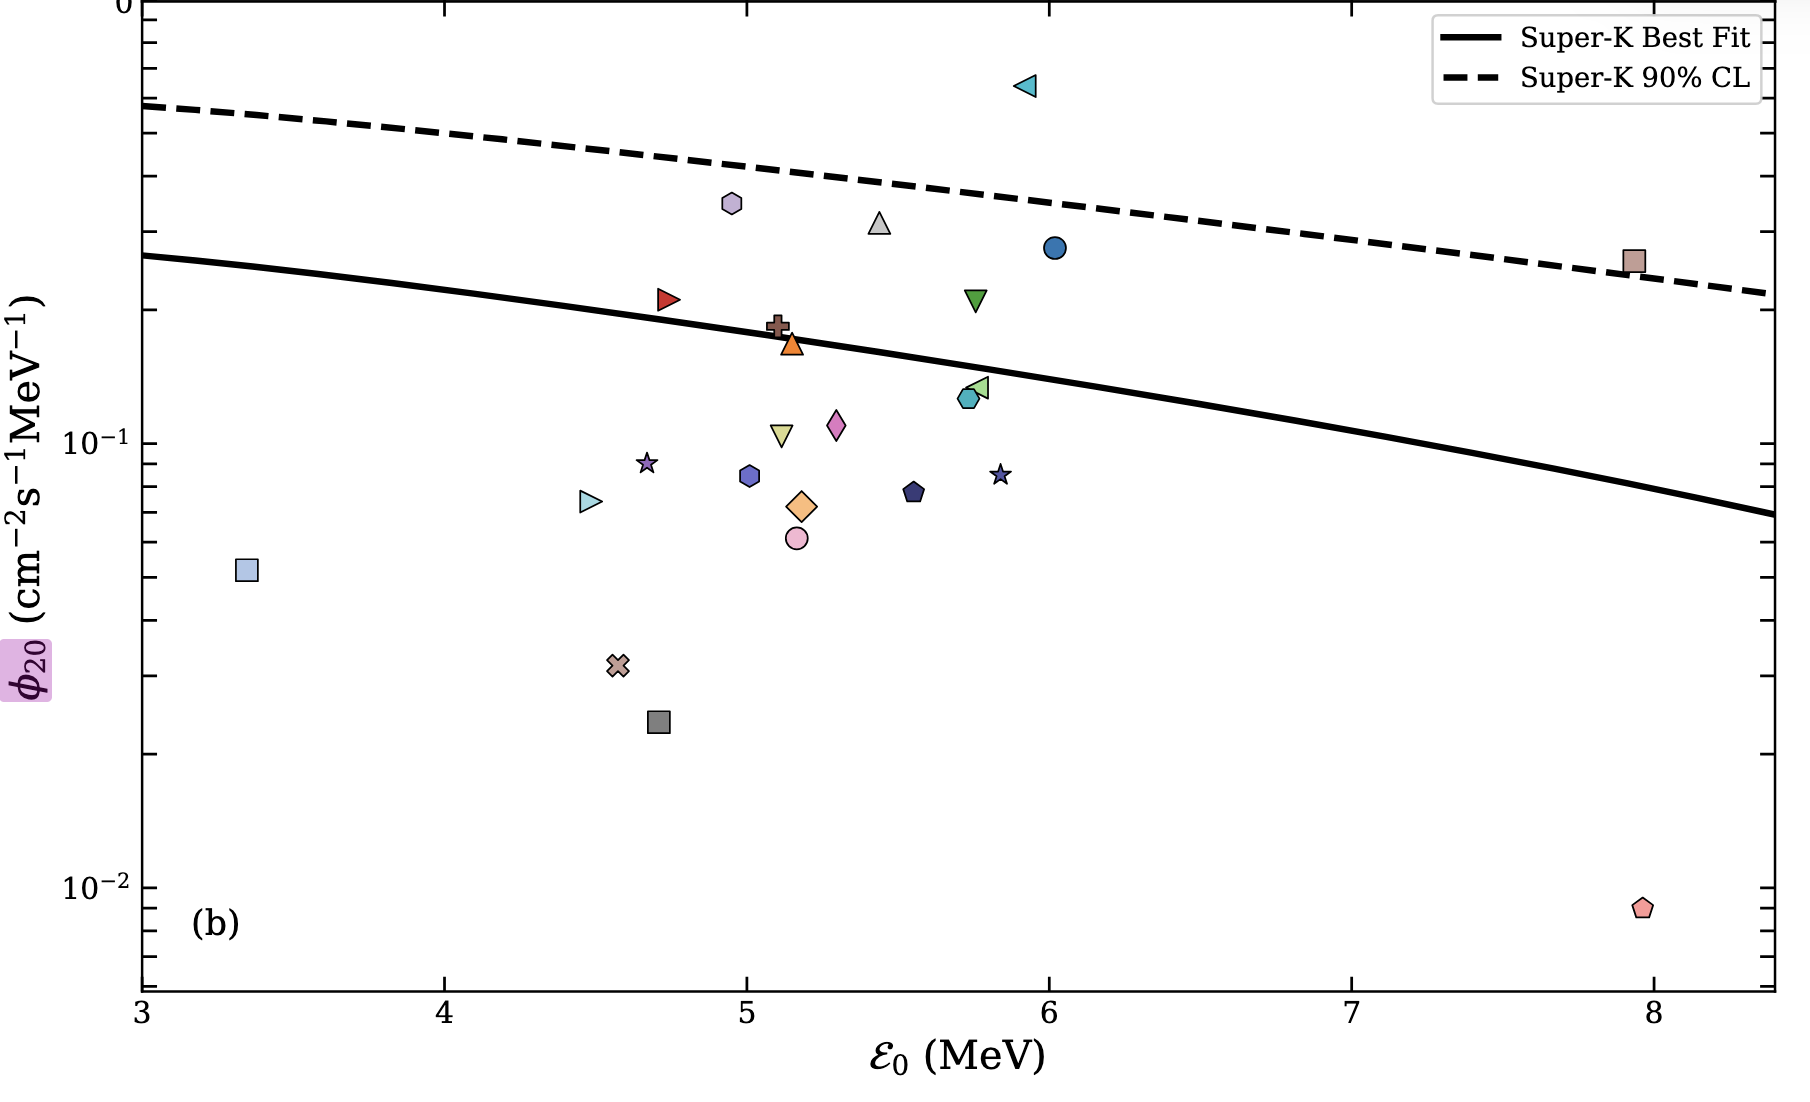 0
Super-K Best Fit
Super-K 90% CL
10⁻¹
10⁻²
ϕ₂₀ (cm⁻²s⁻¹MeV⁻¹)
(b)
3 4 5 6 7 8
ℰ₀ (MeV)